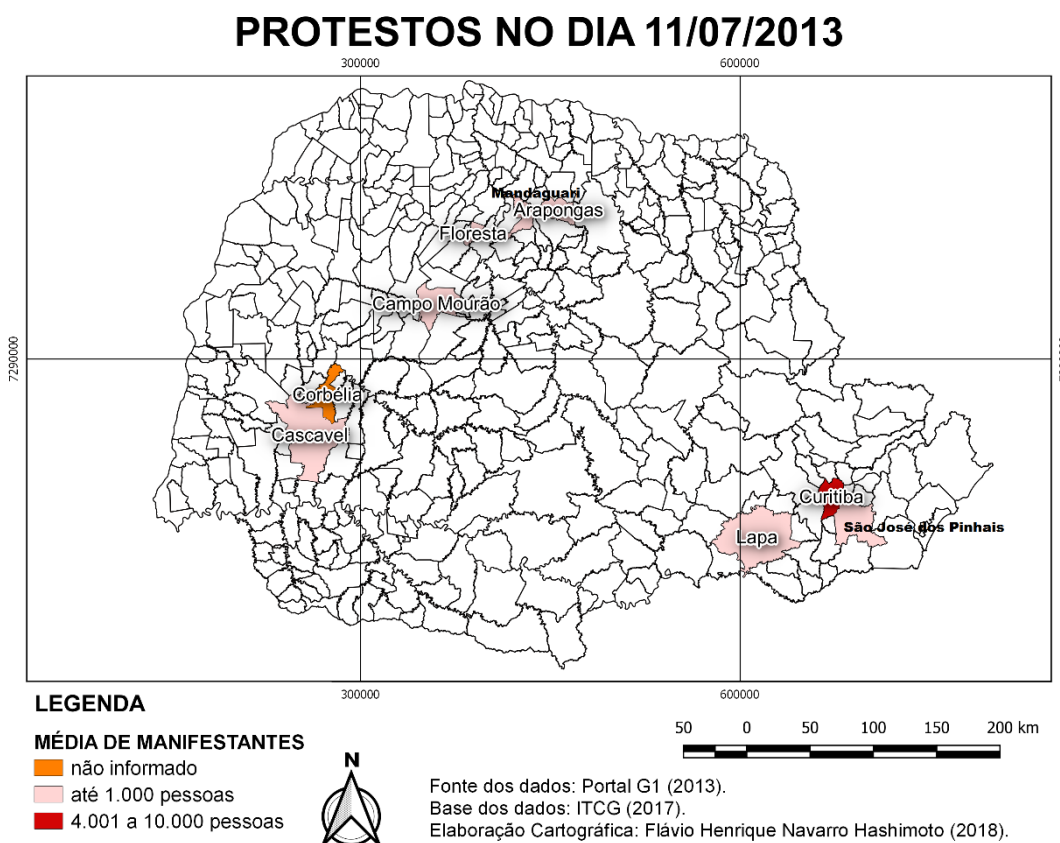 PROTESTOS NO DIA 11/07/2013
300000 600000
Mandaguari
Arapongas
Floresta
Campo Mourão
7290000
Corbélia
Cascavel
Curitiba
São José dos Pinhais
Lapa
300000 600000
LEGENDA
MÉDIA DE MANIFESTANTES
não informado
até 1.000 pessoas
4.001 a 10.000 pessoas
50 0 50 100 150 200 km
N
Fonte dos dados: Portal G1 (2013).
Base dos dados: ITCG (2017).
Elaboração Cartográfica: Flávio Henrique Navarro Hashimoto (2018).